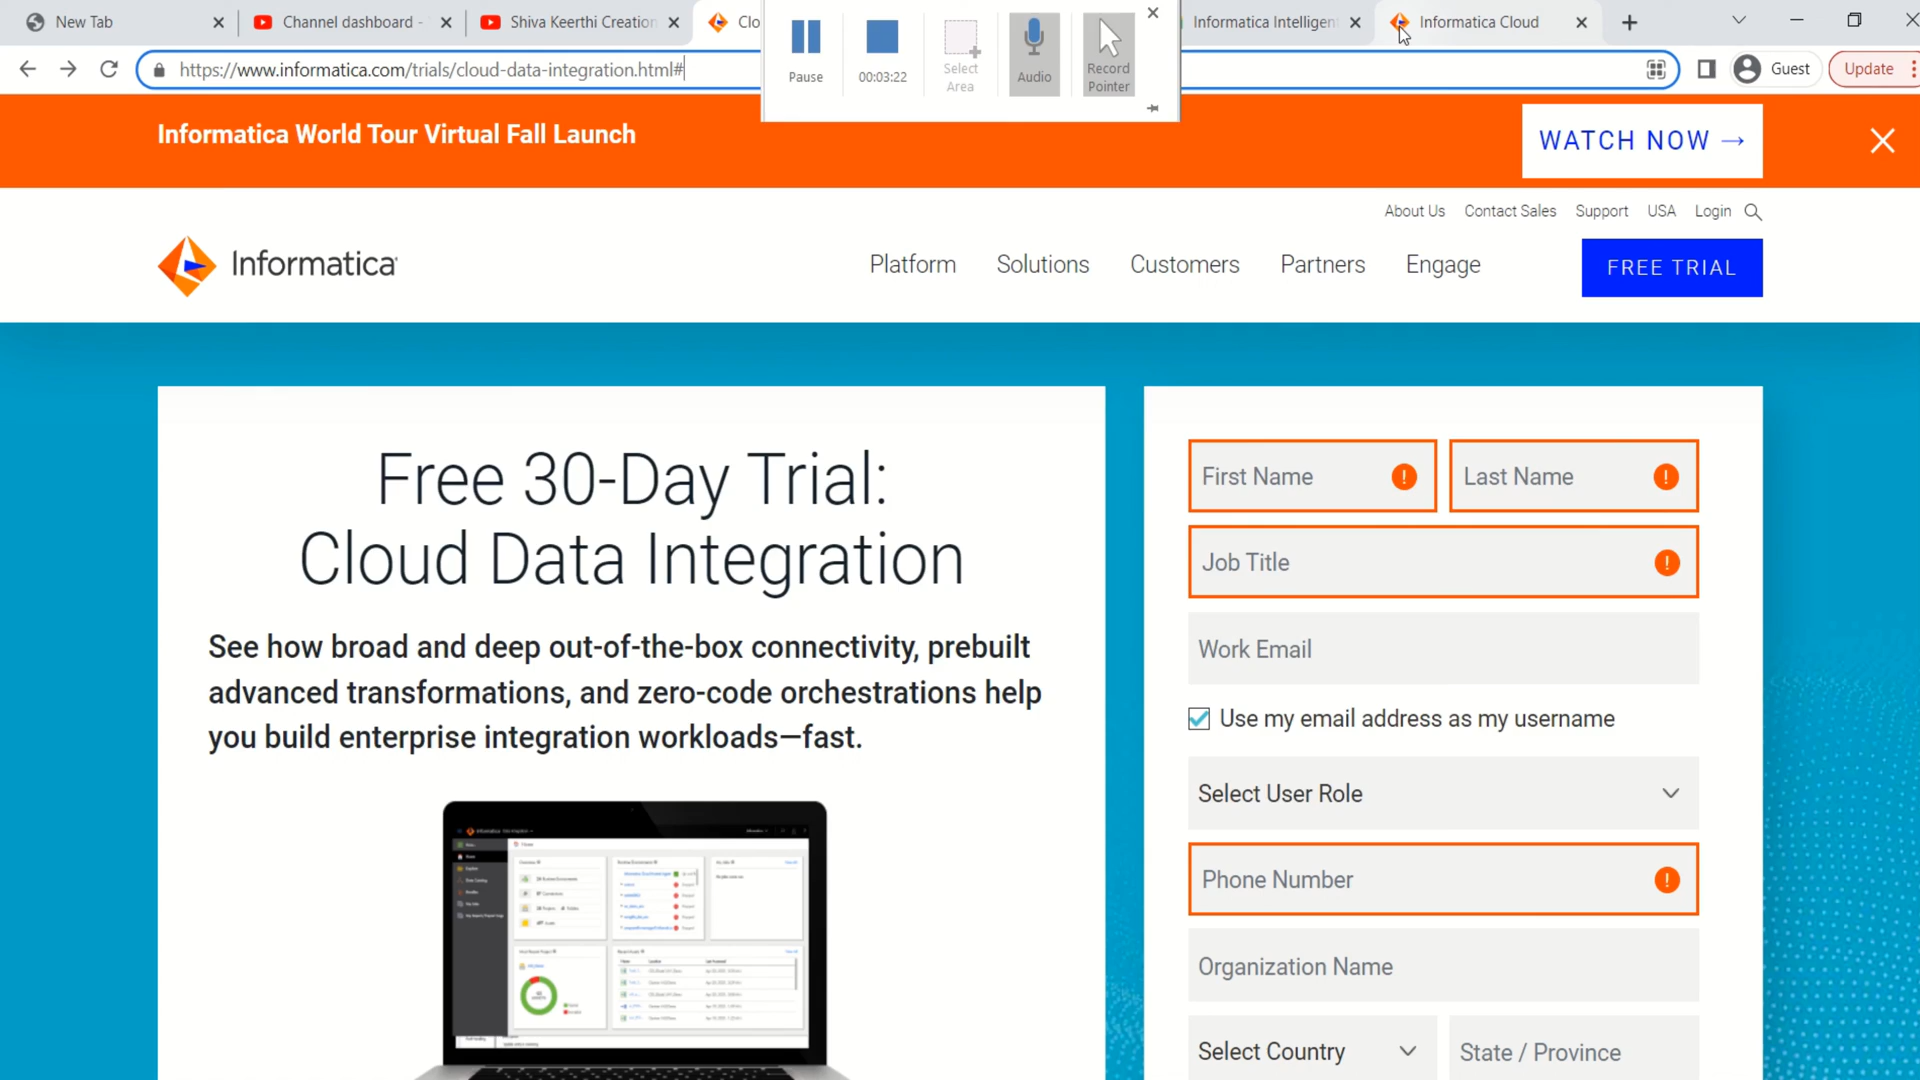 New Tab
Channel dashboard -
Shiva Keerthi Creation
Clo
Informatica Intelligen
Informatica Cloud
Pause
00:03:22
Select
Area
Audio
Record
Pointer
https://www.informatica.com/trials/cloud-data-integration.html#
Guest
Update
Informatica World Tour Virtual Fall Launch
WATCH NOW →
About Us
Contact Sales
Support
USA
Login
Informatica
Platform
Solutions
Customers
Partners
Engage
FREE TRIAL
Free 30-Day Trial:
Cloud Data Integration
See how broad and deep out-of-the-box connectivity, prebuilt
advanced transformations, and zero-code orchestrations help
you build enterprise integration workloads—fast.
First Name
Last Name
Job Title
Work Email
Use my email address as my username
Select User Role
Phone Number
Organization Name
Select Country
State / Province